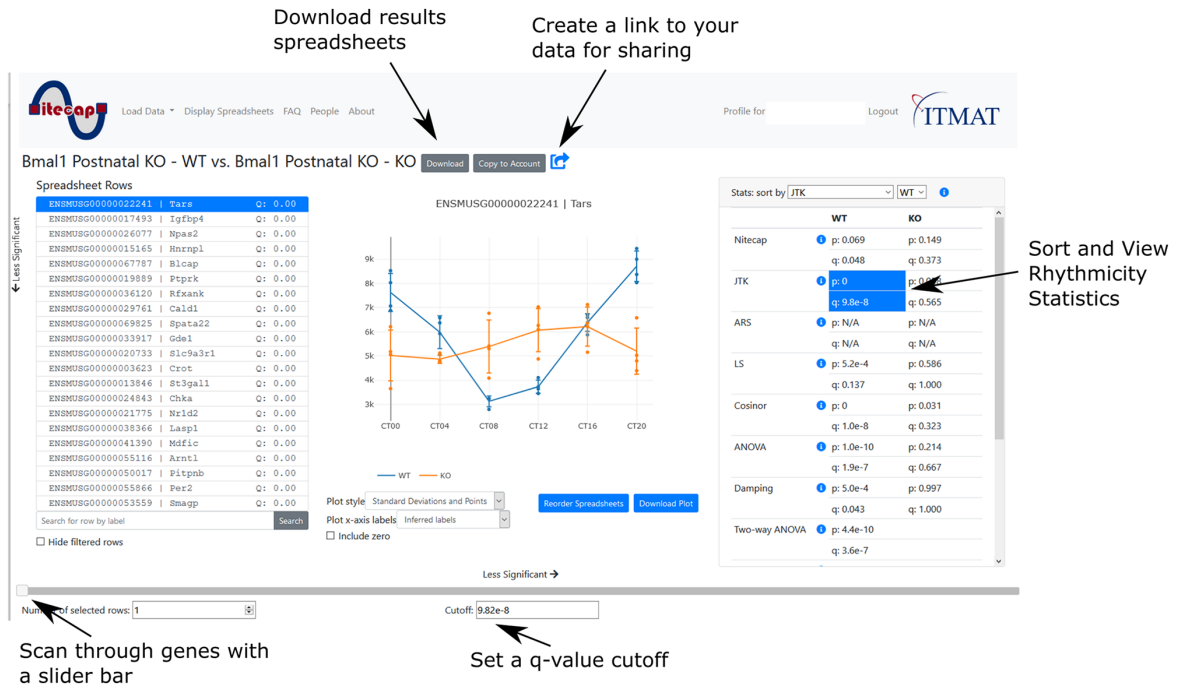 Download results
spreadsheets
Create a link to your
data for sharing
itecap
Load Data
Display Spreadsheets
FAQ
People
About
Profile for
Logout
ITMAT
Bmal1 Postnatal KO - WT vs. Bmal1 Postnatal KO - KO
Download
Copy to Account
Spreadsheet Rows
← Less Significant
ENSMUSG00000022241 | Tars Q: 0.00
ENSMUSG00000017493 | Igfbp4 Q: 0.00
ENSMUSG00000026077 | Npas2 Q: 0.00
ENSMUSG00000015165 | Hnrnpl Q: 0.00
ENSMUSG00000067787 | Blcap Q: 0.00
ENSMUSG00000019889 | Ptprk Q: 0.00
ENSMUSG00000036120 | Rfxank Q: 0.00
ENSMUSG00000029761 | Cald1 Q: 0.00
ENSMUSG00000069825 | Spata22 Q: 0.00
ENSMUSG00000033917 | Gde1 Q: 0.00
ENSMUSG00000020733 | Slc9a3r1 Q: 0.00
ENSMUSG00000003623 | Crot Q: 0.00
ENSMUSG00000013846 | St3gal1 Q: 0.00
ENSMUSG00000024843 | Chka Q: 0.00
ENSMUSG00000021775 | Nr1d2 Q: 0.00
ENSMUSG00000038366 | Lasp1 Q: 0.00
ENSMUSG00000041390 | Mdfic Q: 0.00
ENSMUSG00000055116 | Arntl Q: 0.00
ENSMUSG00000050017 | Pitpnb Q: 0.00
ENSMUSG00000055866 | Per2 Q: 0.00
ENSMUSG00000053559 | Smagp Q: 0.00
Search for row by label
Search
Hide filtered rows
ENSMUSG00000022241 | Tars
9k
8k
7k
6k
5k
4k
3k
CT00
CT04
CT08
CT12
CT16
CT20
WT
KO
Plot style Standard Deviations and Points
Plot x-axis labels Inferred labels
Include zero
Reorder Spreadsheets
Download Plot
Stats: sort by JTK WT
WT KO
Nitecap p: 0.069 p: 0.149
q: 0.048 q: 0.373
JTK p: 0
q: 9.8e-8 q: 0.565
ARS p: N/A p: N/A
q: N/A q: N/A
LS p: 5.2e-4 p: 0.586
q: 0.137 q: 1.000
Cosinor p: 0 p: 0.031
q: 1.0e-8 q: 0.323
ANOVA p: 1.0e-10 p: 0.214
q: 1.9e-7 q: 0.667
Damping p: 5.0e-4 p: 0.997
q: 0.043 q: 1.000
Two-way ANOVA p: 4.4e-10
q: 3.6e-7
Sort and View
Rhythmicity
Statistics
Less Significant →
Number of selected rows: 1
Cutoff: 9.82e-8
Scan through genes with
a slider bar
Set a q-value cutoff